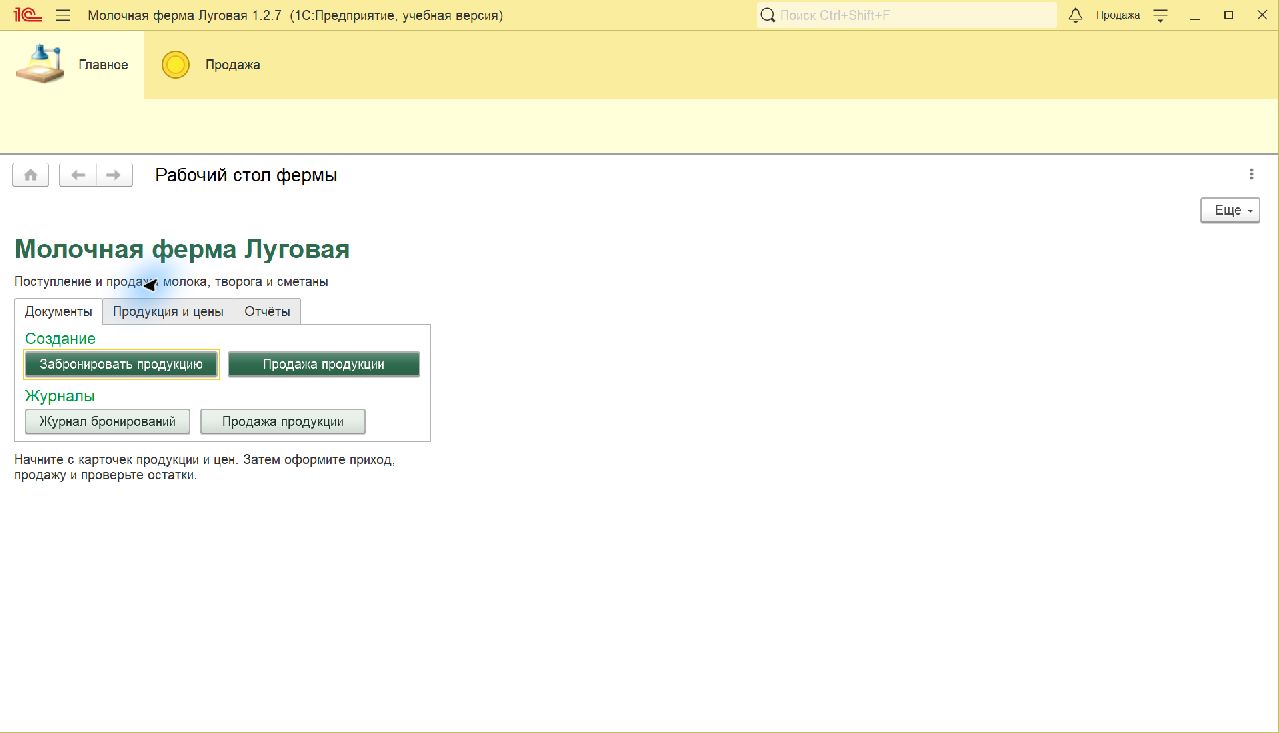 1С Молочная ферма Луговая 1.2.7 (1С:Предприятие, учебная версия) Поиск Ctrl+Shift+F Продажа
Главное Продажа
Рабочий стол фермы
Еще
Молочная ферма Луговая
Поступление и продажа молока, творога и сметаны
Документы Продукция и цены Отчёты
Создание
Забронировать продукцию Продажа продукции
Журналы
Журнал бронирований Продажа продукции
Начните с карточек продукции и цен. Затем оформите приход,
продажу и проверьте остатки.